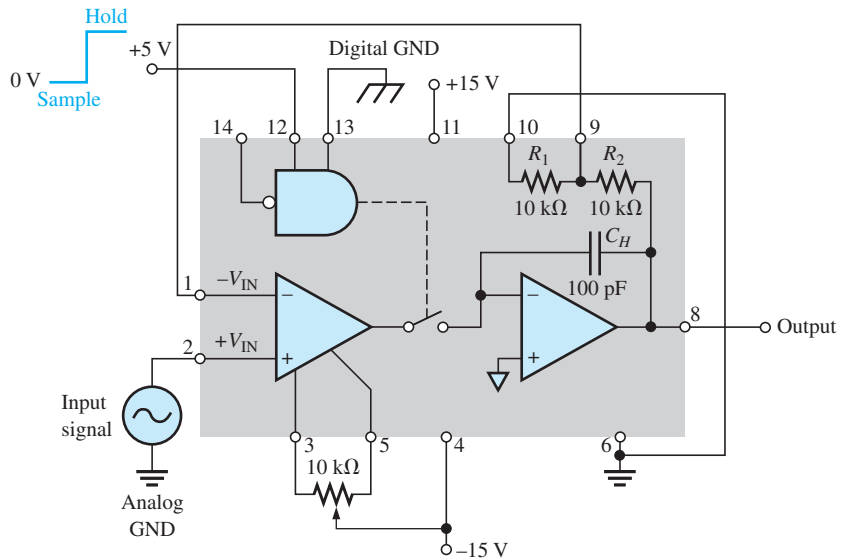 Hold
+5 V
Digital GND
0 V
Sample
+15 V
14
12
13
11
10
9
R1
R2
10 kΩ
10 kΩ
CH
100 pF
1
−VIN
−
−
8
Output
2
+VIN
+
+
Input
signal
3
5
4
6
10 kΩ
Analog
GND
−15 V